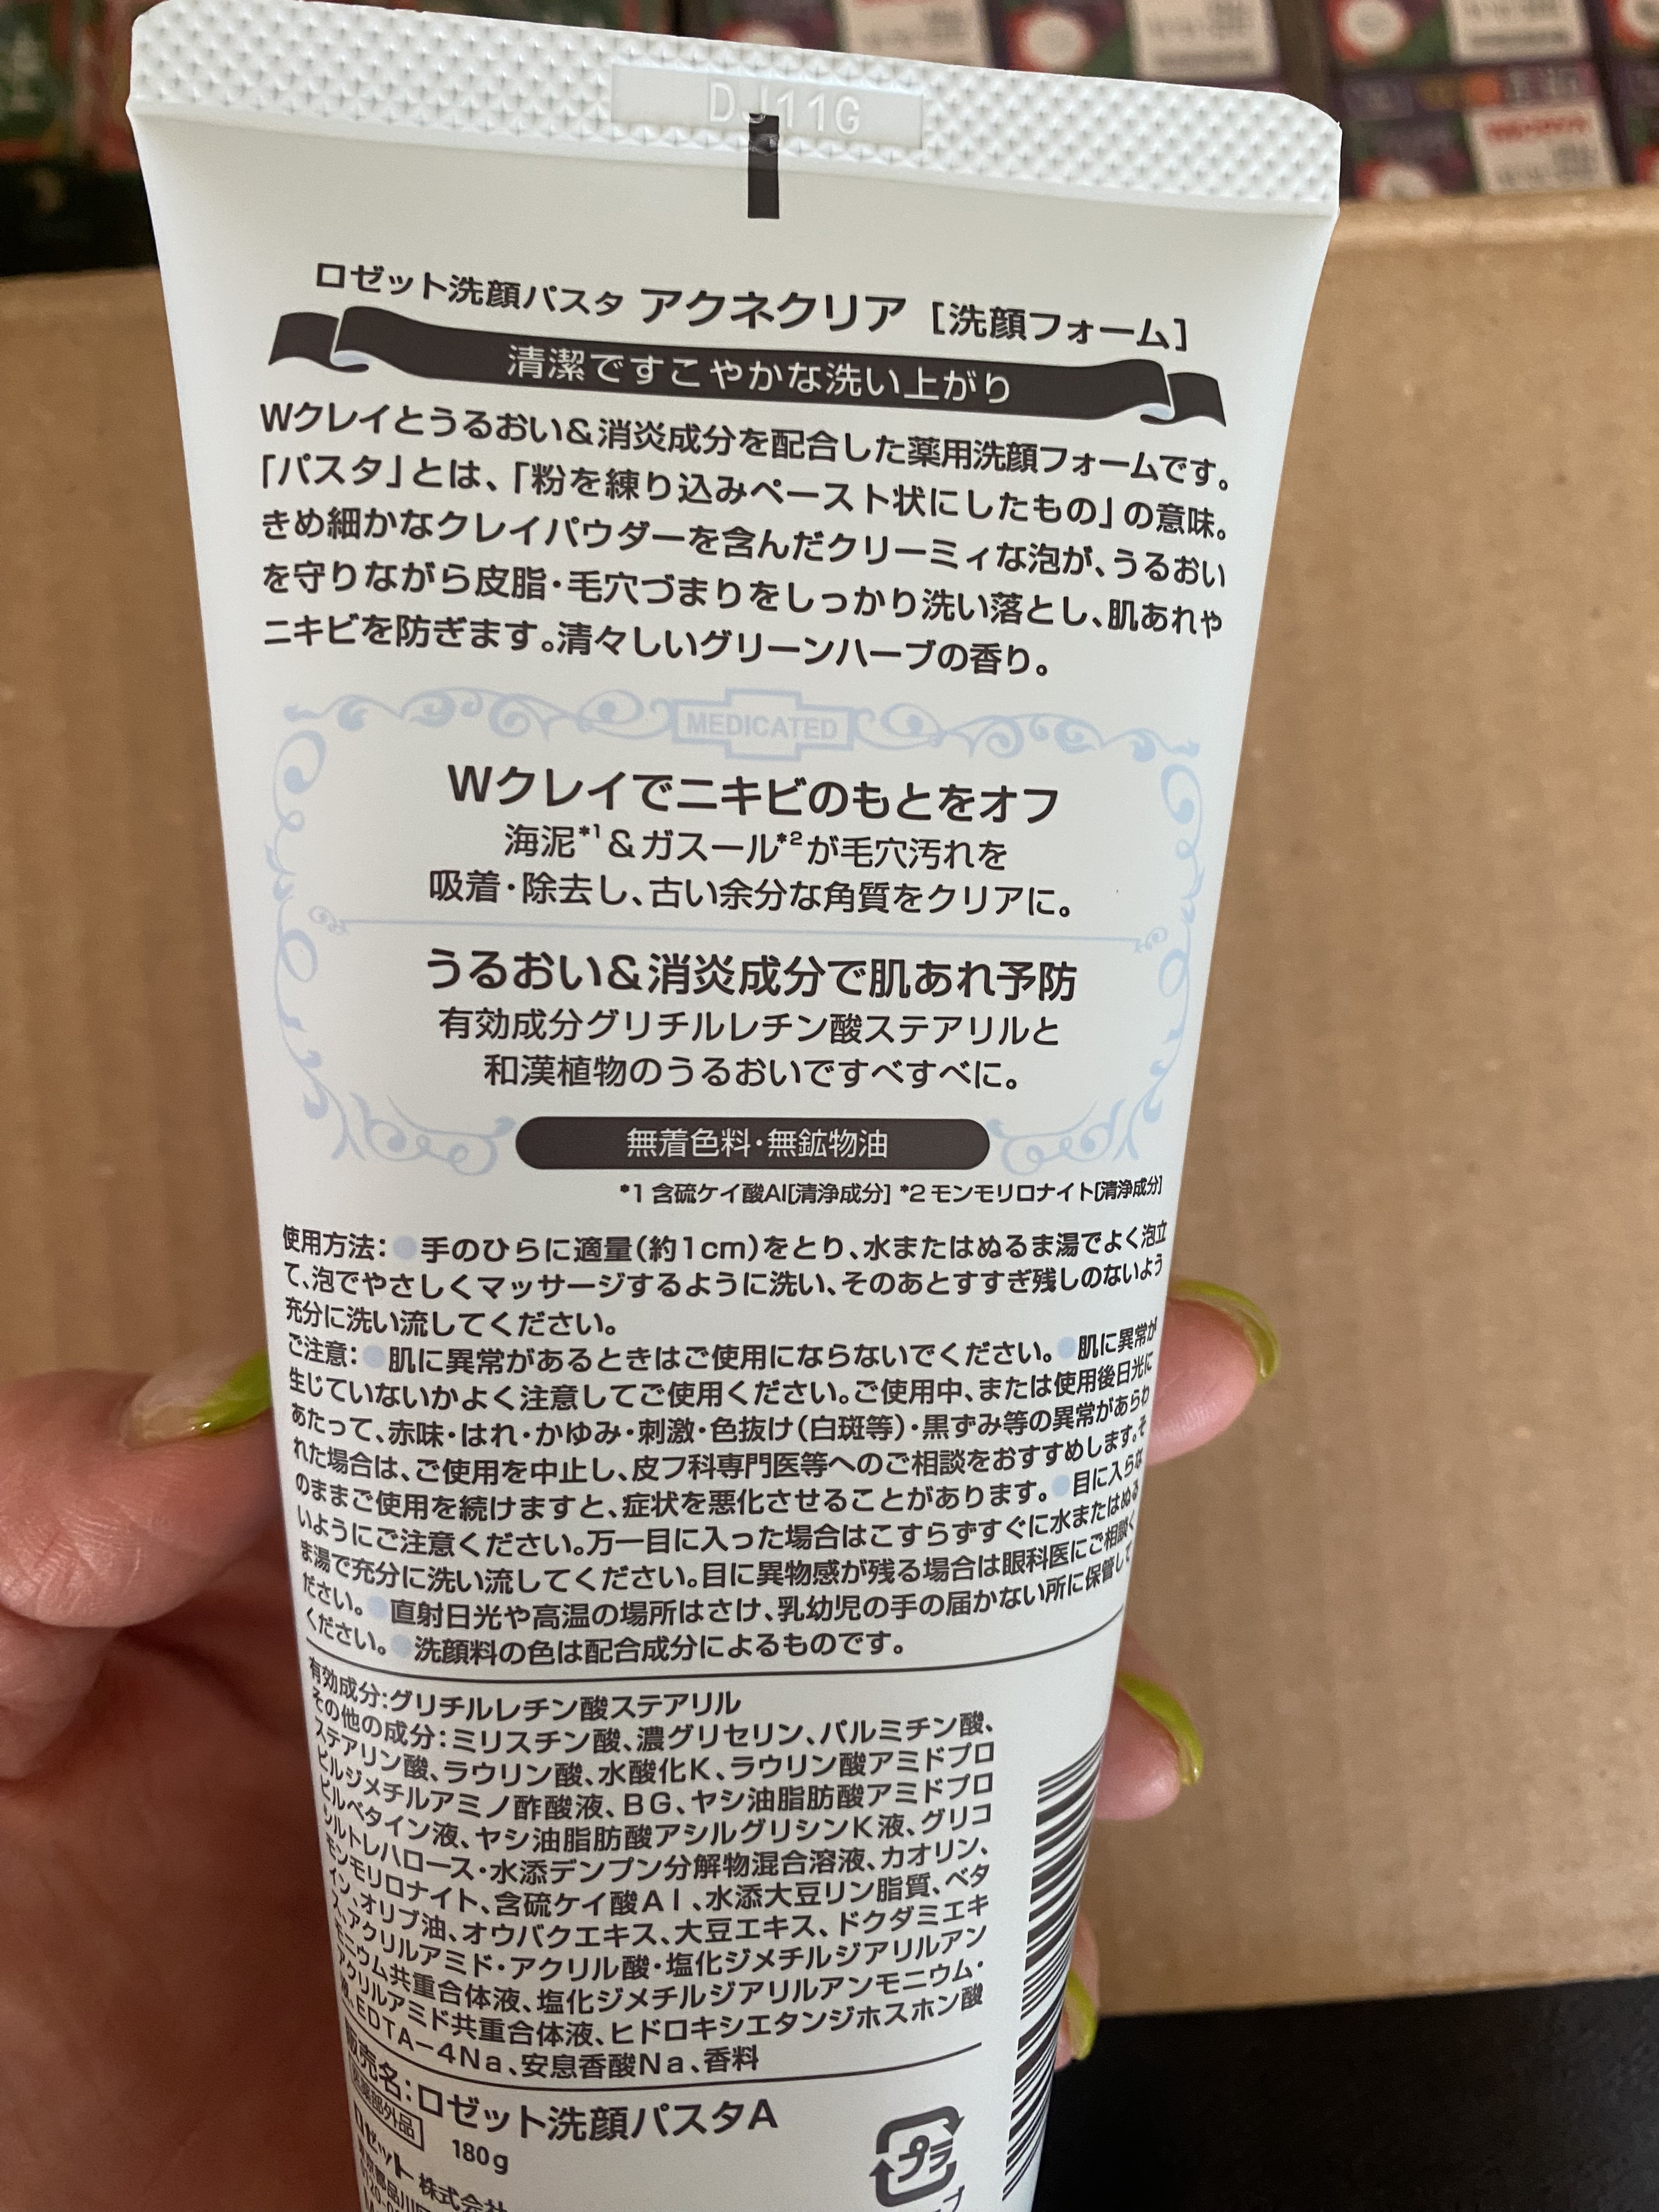 DJ11G
ロゼット洗顔パスタ アクネクリア [洗顔フォーム]
清潔ですこやかな洗い上がり
Wクレイとうるおい&消炎成分を配合した薬用洗顔フォームです。
「パスタ」とは、「粉を練り込みペースト状にしたもの」の意味。
きめ細かなクレイパウダーを含んだクリーミィな泡が、うるおい
を守りながら皮脂・毛穴づまりをしっかり洗い落とし、肌あれや
ニキビを防ぎます。清々しいグリーンハーブの香り。
MEDICATED
Wクレイでニキビのもとをオフ
海泥*1&ガスール*2が毛穴汚れを
吸着・除去し、古い余分な角質をクリアに。
うるおい&消炎成分で肌あれ予防
有効成分グリチルレチン酸ステアリルと
和漢植物のうるおいですべすべに。
無着色料・無鉱物油
*1 含硫ケイ酸Al[清浄成分] *2 モンモリロナイト[清浄成分]
使用方法：●手のひらに適量(約1cm)をとり、水またはぬるま湯でよく泡立
て、泡でやさしくマッサージするように洗い、そのあとすすぎ残しのないよう
充分に洗い流してください。
ご注意：●肌に異常があるときはご使用にならないでください。●肌に異常が
生じていないかよく注意してご使用ください。ご使用中、または使用後日光に
あたって、赤味・はれ・かゆみ・刺激・色抜け(白斑等)・黒ずみ等の異常があらわ
れた場合は、ご使用を中止し、皮フ科専門医等へのご相談をおすすめします。そ
のままご使用を続けますと、症状を悪化させることがあります。●目に入らな
いようにご注意ください。万一目に入った場合はこすらずすぐに水またはぬる
ま湯で充分に洗い流してください。目に異物感が残る場合は眼科医にご相談く
ださい。●直射日光や高温の場所はさけ、乳幼児の手の届かない所に保管して
ください。●洗顔料の色は配合成分によるものです。
有効成分:グリチルレチン酸ステアリル
その他の成分：ミリスチン酸、濃グリセリン、パルミチン酸、
ステアリン酸、ラウリン酸、水酸化K、ラウリン酸アミドプロ
ピルジメチルアミノ酢酸液、BG、ヤシ油脂肪酸アミドプロ
ピルベタイン液、ヤシ油脂肪酸アシルグリシンK液、グリコ
シルトレハロース・水添デンプン分解物混合溶液、カオリン、
モンモリロナイト、含硫ケイ酸Al、水添大豆リン脂質、ベタ
イン、オリブ油、オウバクエキス、大豆エキス、ドクダミエキ
ス、アクリルアミド・アクリル酸・塩化ジメチルジアリルアン
モニウム共重合体液、塩化ジメチルジアリルアンモニウム・
アクリルアミド共重合体液、ヒドロキシエタンジホスホン酸
液、EDTA−4Na、安息香酸Na、香料
販売名：ロゼット洗顔パスタA
医薬部外品 180g
ロゼット 株式会社
プラ